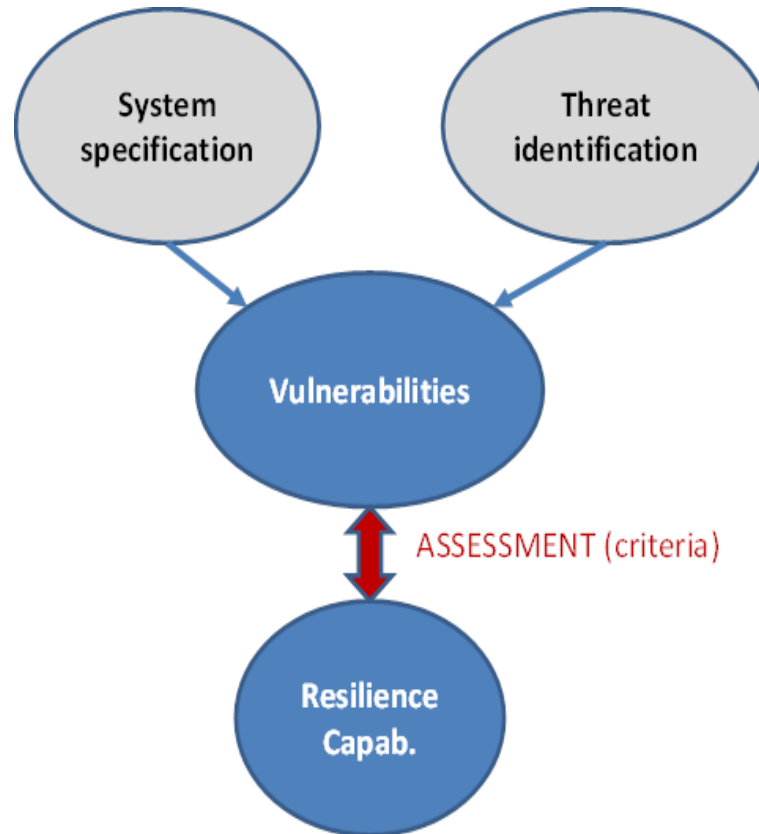 System
specification
Threat
identification
Vulnerabilities
ASSESSMENT (criteria)
Resilience
Capab.